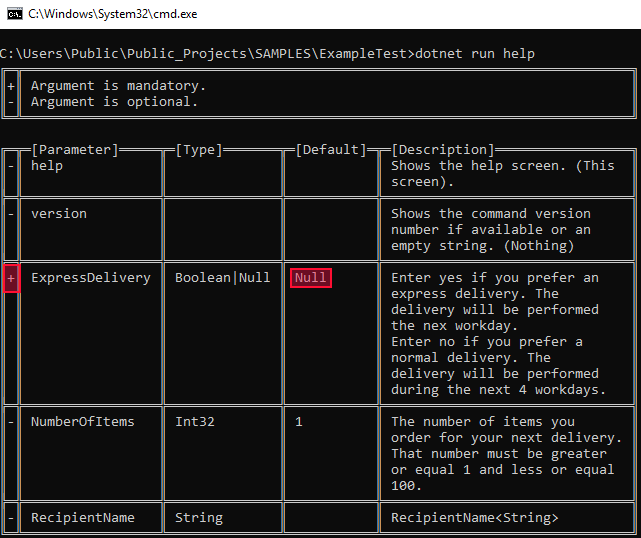 C:\Windows\System32\cmd.exe
C:\Users\Public\Public_Projects\SAMPLES\ExampleTest>dotnet run help
+ Argument is mandatory.
- Argument is optional.
[Parameter] [Type] [Default] [Description]
- help Shows the help screen. (This
screen).
- version Shows the command version
number if available or an
empty string. (Nothing)
+ ExpressDelivery Boolean|Null Null Enter yes if you prefer an
express delivery. The
delivery will be performed
the nex workday.
Enter no if you prefer a
normal delivery. The
delivery will be performed
during the next 4 workdays.
- NumberOfItems Int32 1 The number of items you
order for your next delivery.
That number must be greater
or equal 1 and less or equal
100.
- RecipientName String RecipientName<String>